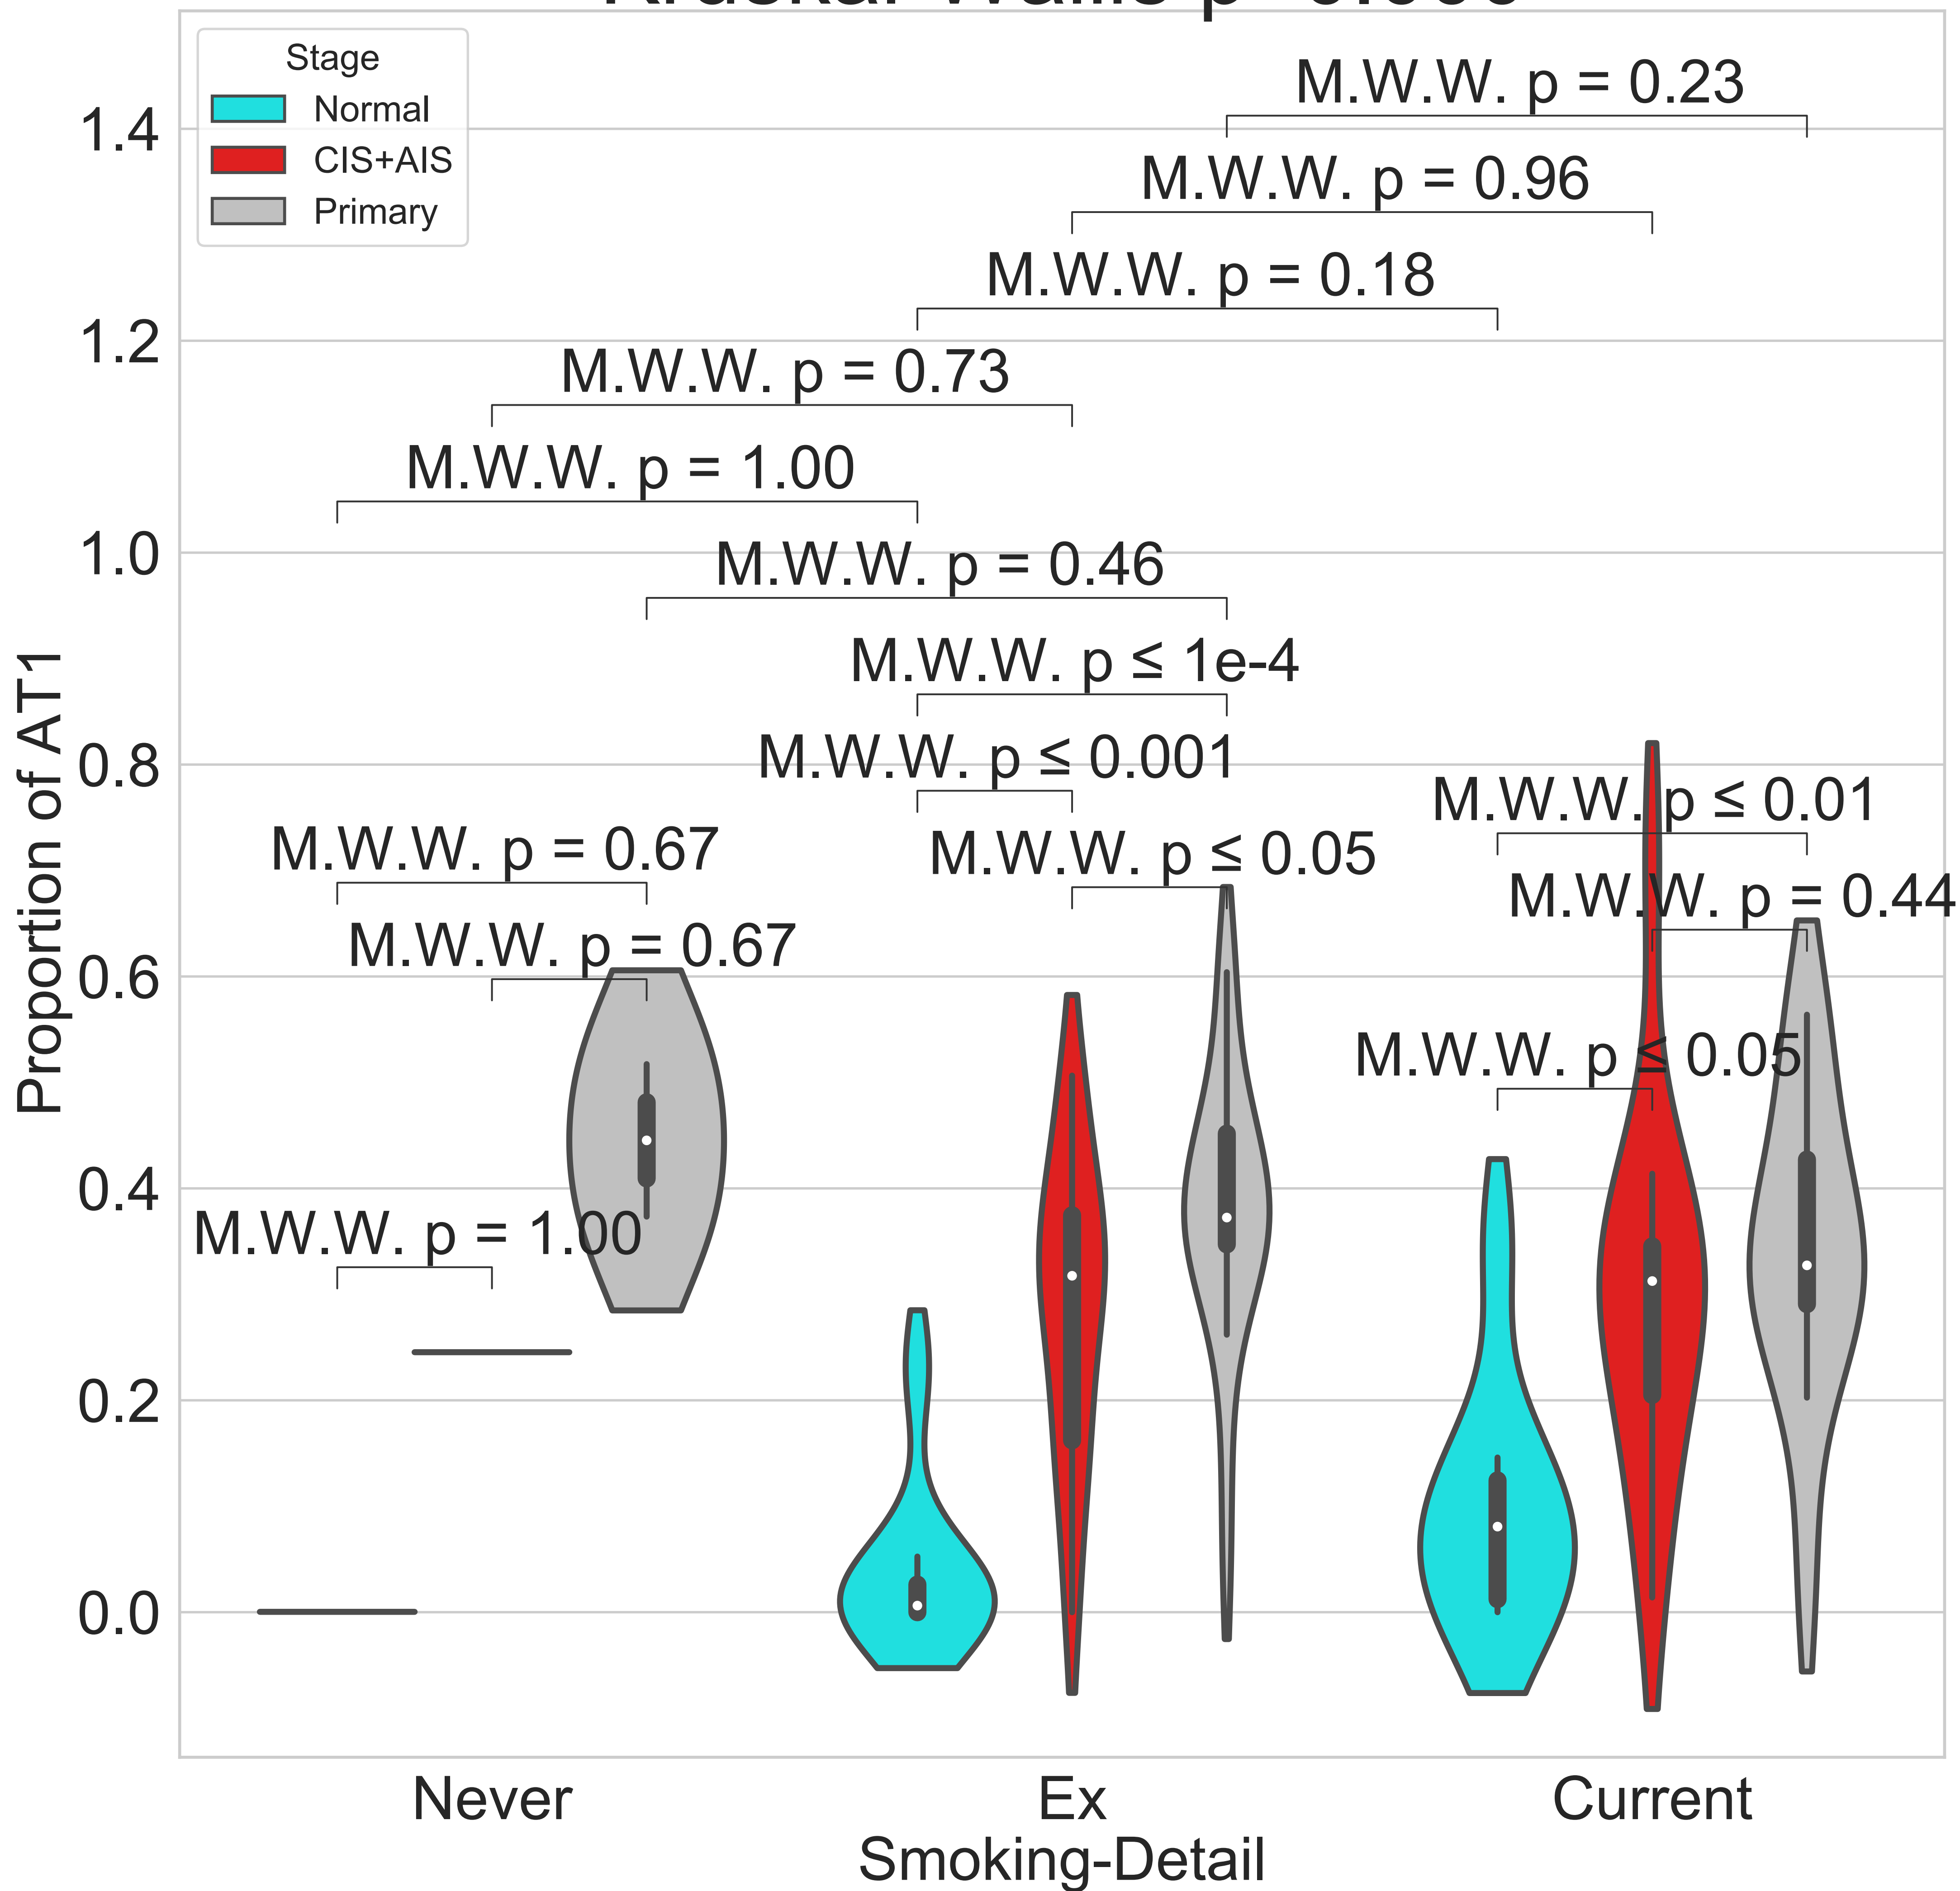 Stage
Normal
CIS+AIS
Primary
M.W.W. p = 0.23
M.W.W. p = 0.96
M.W.W. p = 0.18
M.W.W. p = 0.73
M.W.W. p = 1.00
M.W.W. p = 0.46
M.W.W. p ≤ 1e-4
M.W.W. p ≤ 0.001
M.W.W. p ≤ 0.01
M.W.W. p = 0.67
M.W.W. p ≤ 0.05
M.W.W. p = 0.44
M.W.W. p = 0.67
M.W.W. p ≤ 0.05
M.W.W. p = 1.00
1.4
1.2
1.0
0.8
0.6
0.4
0.2
0.0
Proportion of AT1
Never
Ex
Current
Smoking-Detail